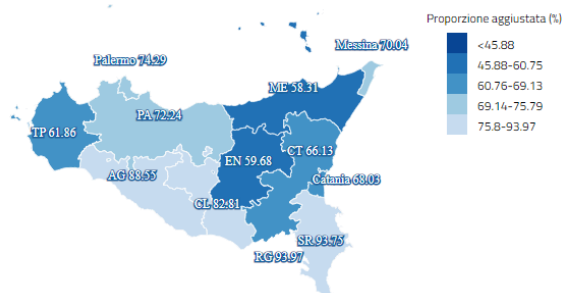 Proporzione aggiustata (%)
<45.88
45.88-60.75
60.76-69.13
69.14-75.79
75.8-93.97
Messina 70.04
Palermo 74.29
ME 58.31
PA 72.24
TP 61.86
CT 66.13
EN 59.68
AG 88.55
Catania 68.03
CL 82.81
SR 93.75
RG 93.97